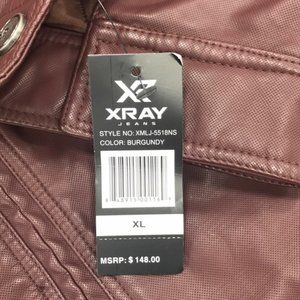 XRAY
JEANS
STYLE NO: XMLJ-5518NS
COLOR: BURGUNDY
XL
MSRP: $ 148.00